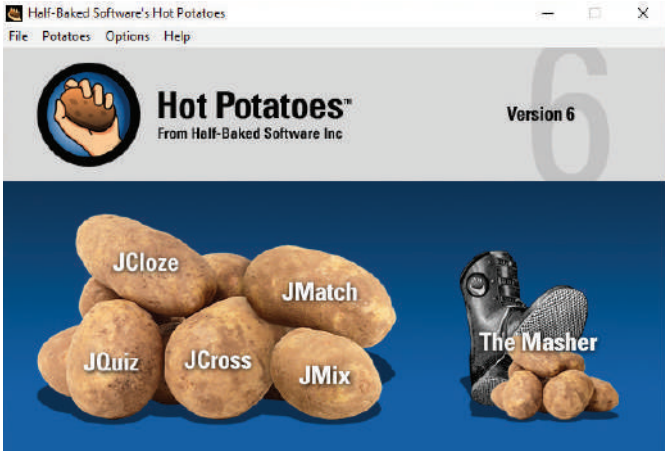 Half-Baked Software's Hot Potatoes
File Potatoes Options Help
6
Hot Potatoes™
From Half-Baked Software Inc
Version 6
JCloze
JMatch
JQuiz
JCross
JMix
The Masher